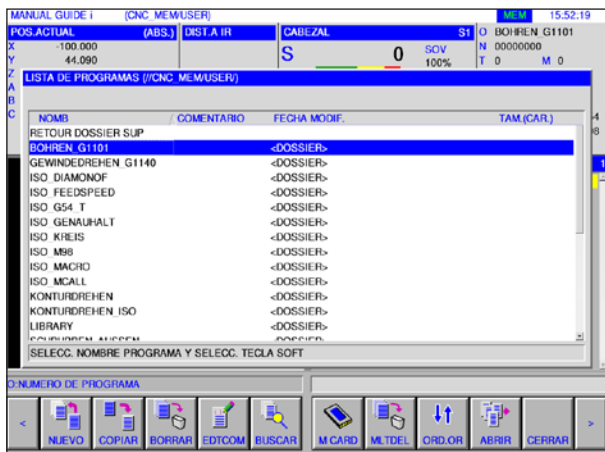 MANUAL GUIDE i (CNC_MEM/USER) MEM 15.52.19
POS.ACTUAL (ABS.) DIST.A IR CABEZAL S1 O BOHREN_G1101
X -100.000 S 0 SOV 100% N 00000000
Y 44.090 T 0 M 0
Z
A
B
C
LISTA DE PROGRAMAS (//CNC_MEM/USER/)
NOMB / COMENTARIO FECHA MODIF. TAM.(CAR.)
RETOUR DOSSIER SUP
BOHREN_G1101 <DOSSIER>
GEWINDEDREHEN_G1140 <DOSSIER>
ISO_DIAMONOF <DOSSIER>
ISO_FEEDSPEED <DOSSIER>
ISO_G54_T <DOSSIER>
ISO_GENAUHALT <DOSSIER>
ISO_KREIS <DOSSIER>
ISO_M98 <DOSSIER>
ISO_MACRO <DOSSIER>
ISO_MCALL <DOSSIER>
KONTURDREHEN <DOSSIER>
KONTURDREHEN_ISO <DOSSIER>
LIBRARY <DOSSIER>
SELECC. NOMBRE PROGRAMA Y SELECC. TECLA SOFT
O:NUMERO DE PROGRAMA
< NUEVO COPIAR BORRAR EDTCOM BUSCAR M CARD MLTDEL ORD.OR ABRIR CERRAR >